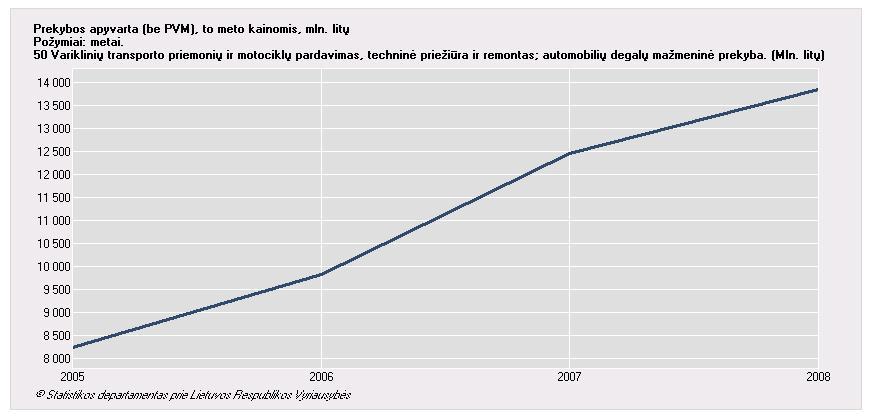 Prekybos apyvarta (be PVM), to meto kainomis, mln. litų
Požymiai: metai.
50 Variklinių transporto priemonių ir motociklų pardavimas, techninė priežiūra ir remontas; automobilių degalų mažmeninė prekyba. (Mln. litų)
14 000
13 500
13 000
12 500
12 000
11 500
11 000
10 500
10 000
9 500
9 000
8 500
8 000
2005 2006 2007 2008
© Statistikos departamentas prie Lietuvos Respublikos Vyriausybės